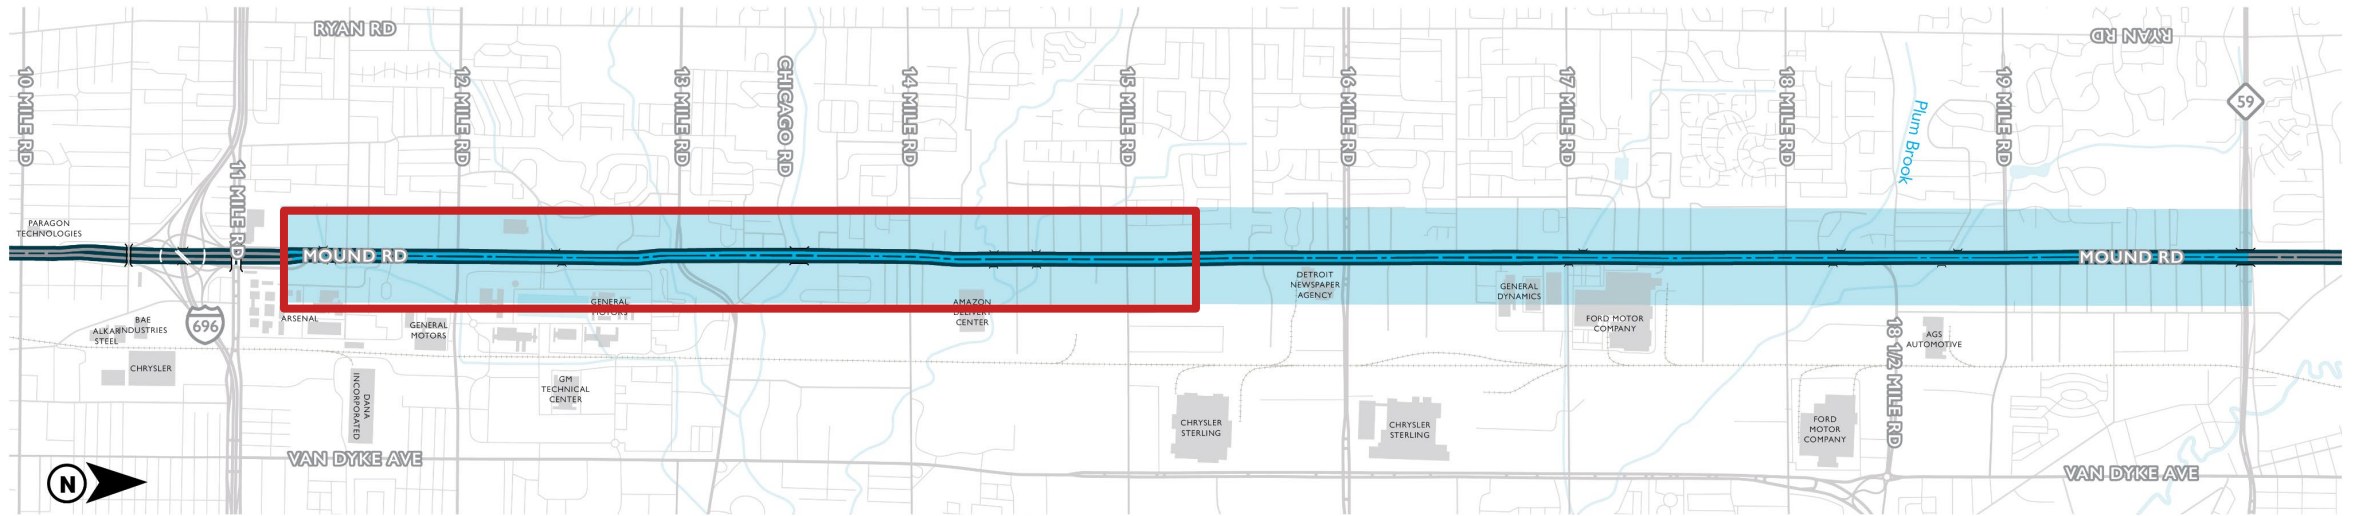 RYAN RD
RYAN RD
10 MILE RD
11 MILE RD
12 MILE RD
13 MILE RD
CHICAGO RD
14 MILE RD
15 MILE RD
16 MILE RD
17 MILE RD
18 MILE RD
Plum Brook
19 MILE RD
59
PARAGON
TECHNOLOGIES
MOUND RD
MOUND RD
DETROIT
NEWSPAPER
AGENCY
GENERAL
DYNAMICS
GENERAL
MOTORS
AMAZON
DELIVERY
CENTER
FORD MOTOR
COMPANY
BAE
INDUSTRIES
ALKAR
STEEL
696
ARSENAL
GENERAL
MOTORS
18 1/2 MILE RD
AGS
AUTOMOTIVE
CHRYSLER
DANA
INCORPORATED
GM
TECHNICAL
CENTER
CHRYSLER
STERLING
CHRYSLER
STERLING
FORD
MOTOR
COMPANY
VAN DYKE AVE
VAN DYKE AVE
N